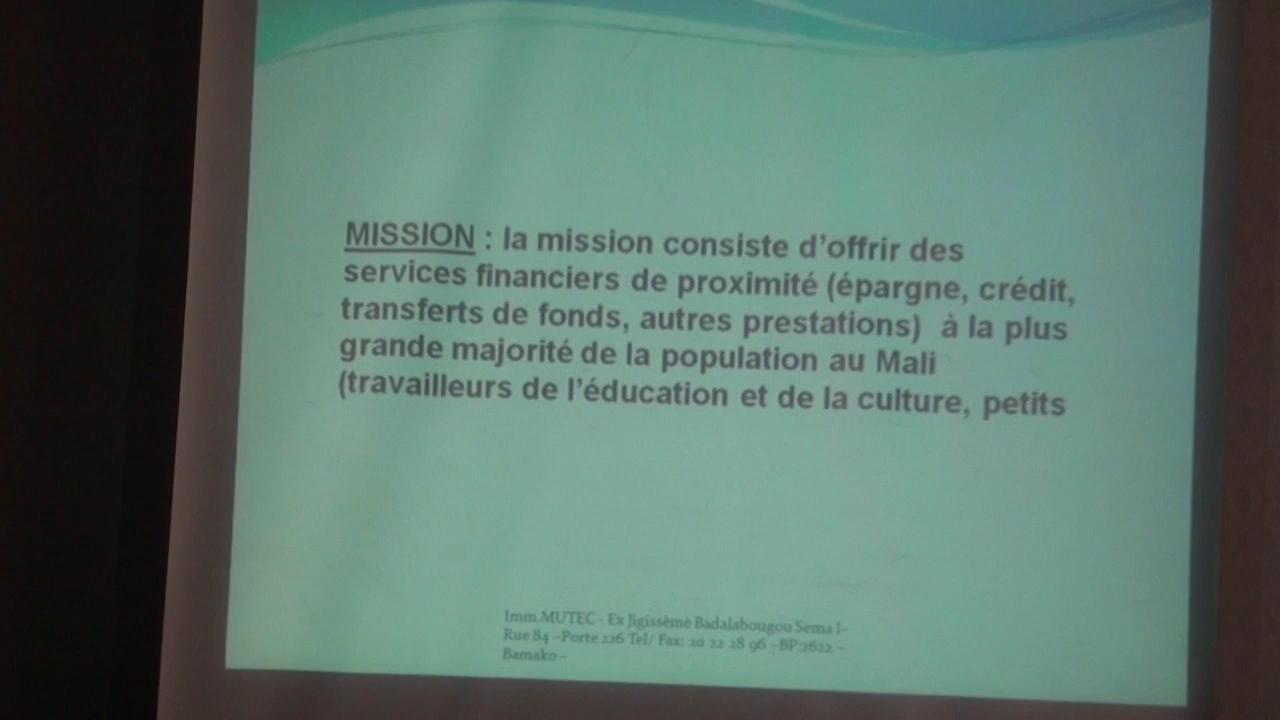 MISSION : la mission consiste d'offrir des
services financiers de proximité (épargne, crédit,
transferts de fonds, autres prestations) à la plus
grande majorité de la population au Mali
(travailleurs de l'éducation et de la culture, petits
Imm.MUTEC - Ex Jigissèmè Badalabougou Sema I-
Rue 84 –Porte 226 Tel/ Fax: 20 22 28 96 –BP:2622 –
Bamako –